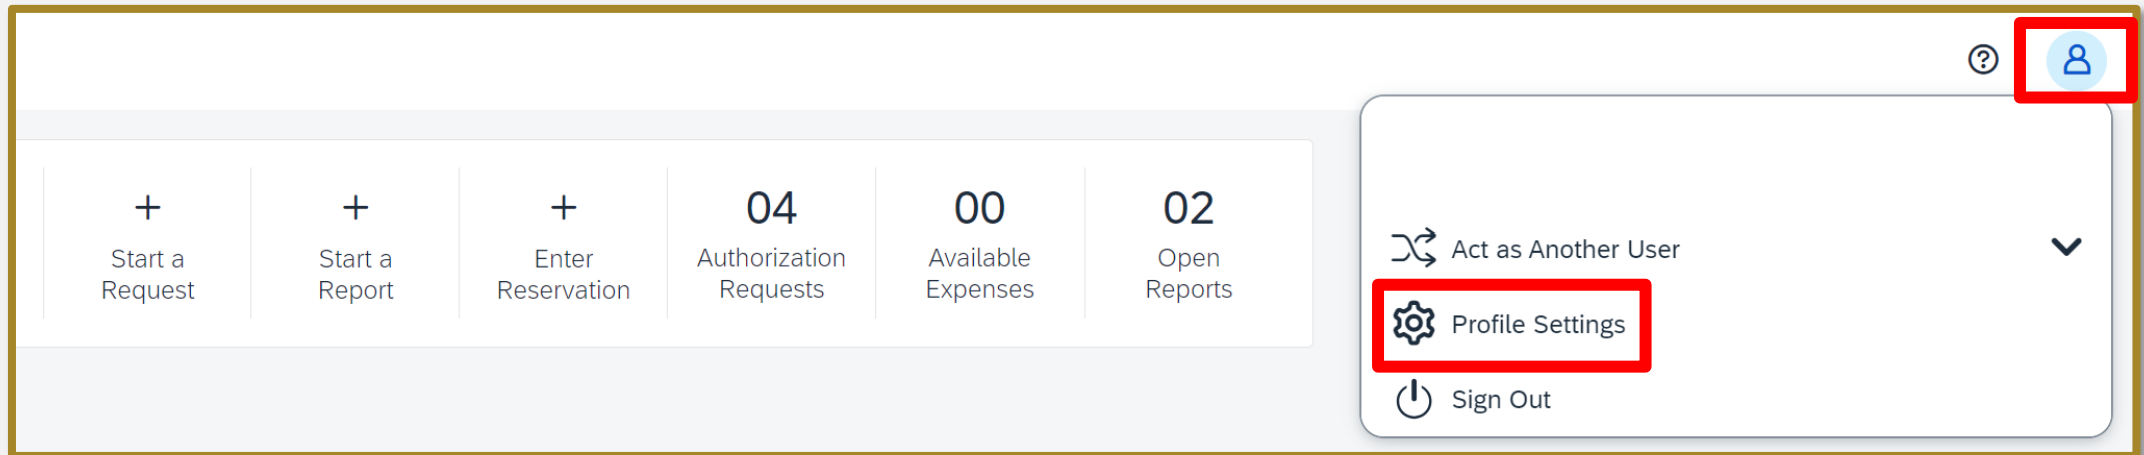 +
Start a
Request
+
Start a
Report
+
Enter
Reservation
04
Authorization
Requests
00
Available
Expenses
02
Open
Reports
Act as Another User
Profile Settings
Sign Out